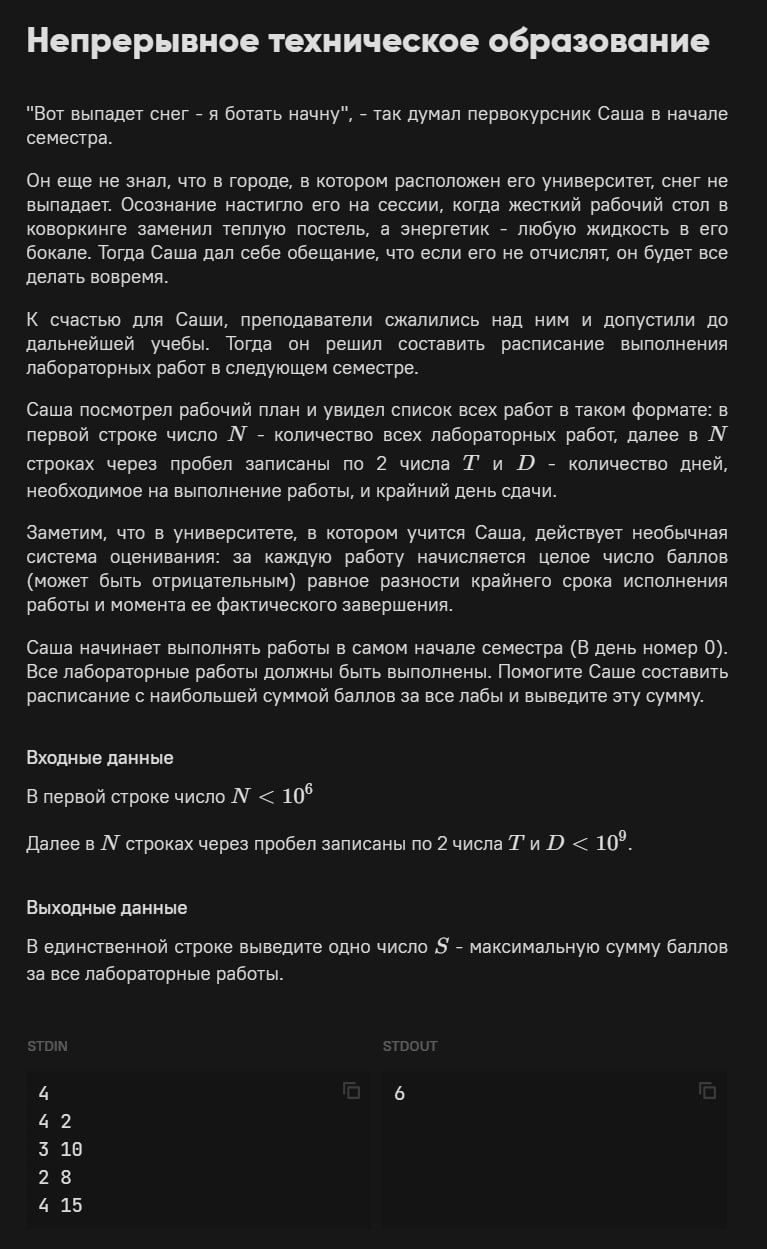 Непрерывное техническое образование
"Вот выпадет снег - я ботать начну", - так думал первокурсник Саша в начале
семестра.
Он еще не знал, что в городе, в котором расположен его университет, снег не
выпадает. Осознание настигло его на сессии, когда жесткий рабочий стол в
коворкинге заменил теплую постель, а энергетик - любую жидкость в его
бокале. Тогда Саша дал себе обещание, что если его не отчислят, он будет все
делать вовремя.
К счастью для Саши, преподаватели сжалились над ним и допустили до
дальнейшей учебы. Тогда он решил составить расписание выполнения
лабораторных работ в следующем семестре.
Саша посмотрел рабочий план и увидел список всех работ в таком формате: в
первой строке число N - количество всех лабораторных работ, далее в N
строках через пробел записаны по 2 числа T и D - количество дней,
необходимое на выполнение работы, и крайний день сдачи.
Заметим, что в университете, в котором учится Саша, действует необычная
система оценивания: за каждую работу начисляется целое число баллов
(может быть отрицательным) равное разности крайнего срока исполнения
работы и момента ее фактического завершения.
Саша начинает выполнять работы в самом начале семестра (В день номер 0).
Все лабораторные работы должны быть выполнены. Помогите Саше составить
расписание с наибольшей суммой баллов за все лабы и выведите эту сумму.
Входные данные
В первой строке число N < 10⁶
Далее в N строках через пробел записаны по 2 числа T и D < 10⁹.
Выходные данные
В единственной строке выведите одно число S - максимальную сумму баллов
за все лабораторные работы.
STDIN
4
4 2
3 10
2 8
4 15
STDOUT
6